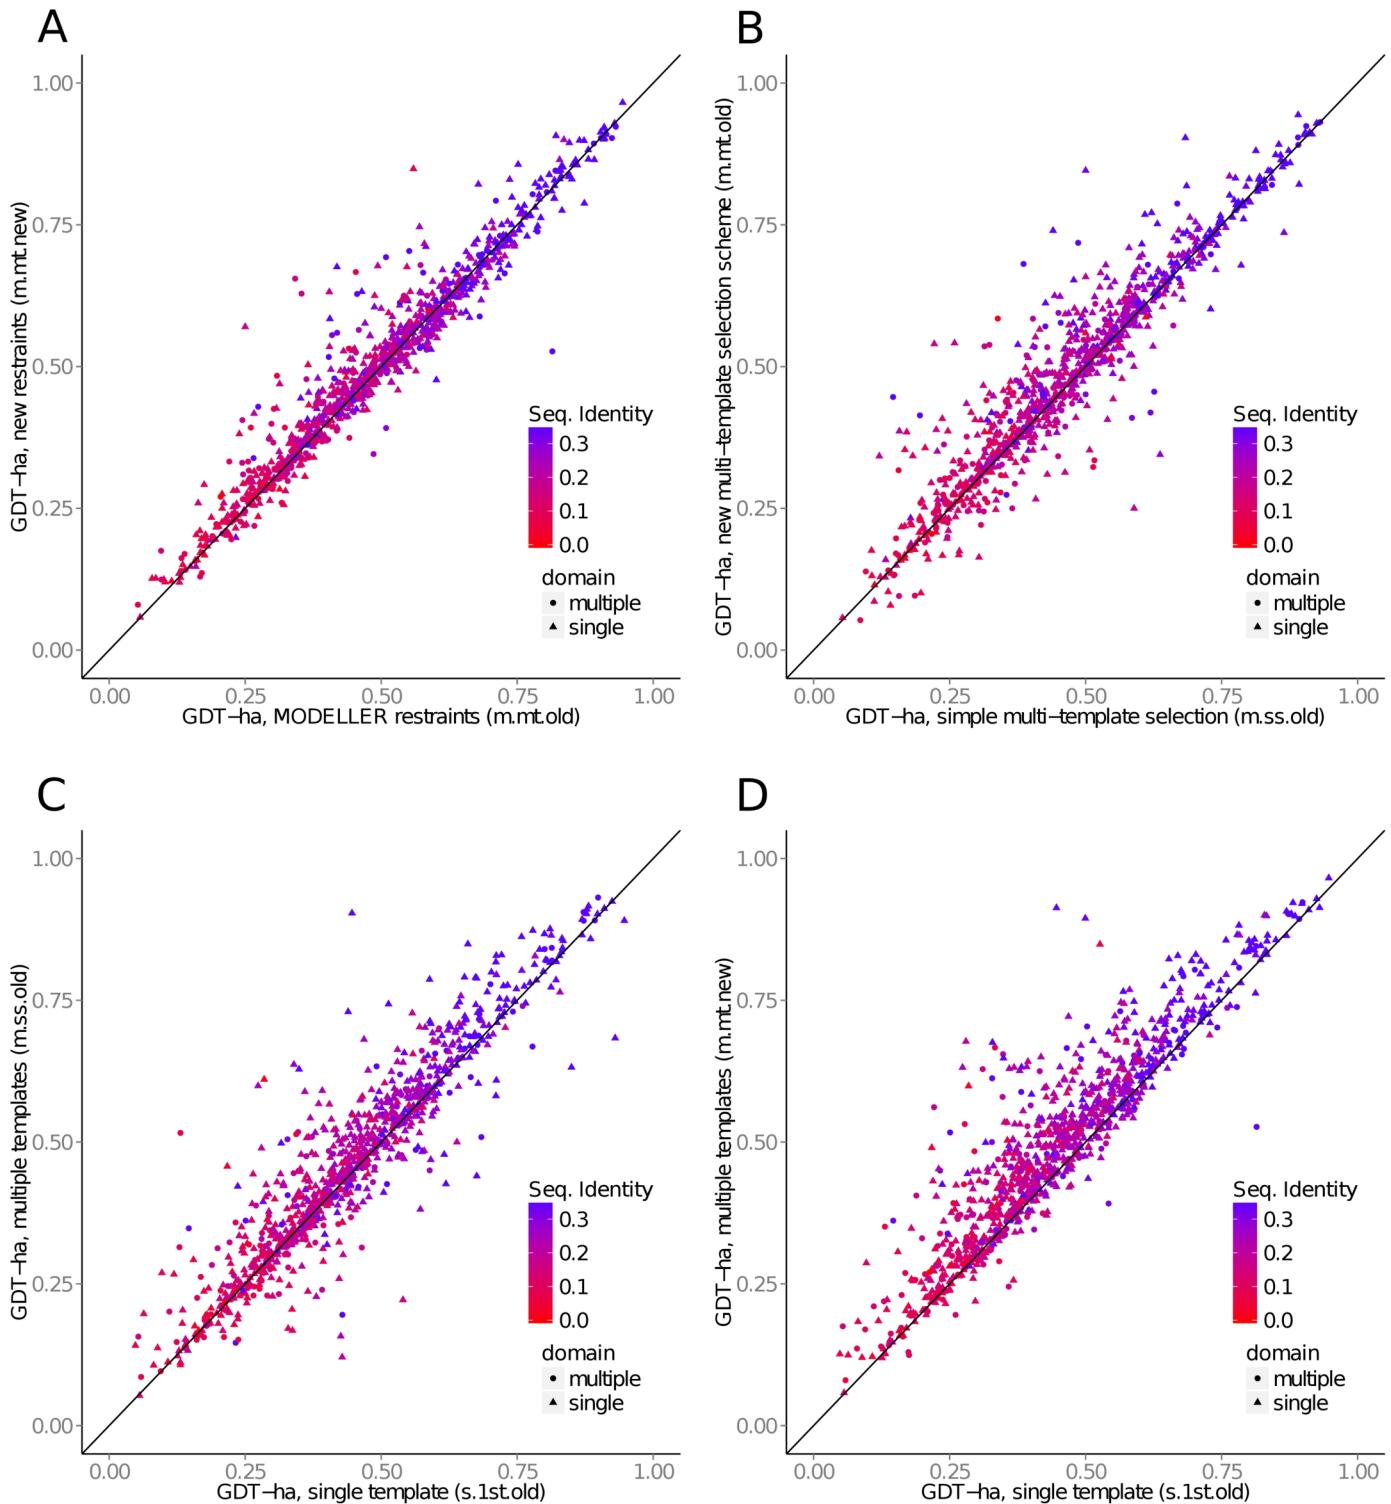 A
GDT-ha, new restraints (m.mt.new)
1.00
0.75
0.50
0.25
0.00
Seq. Identity
0.3
0.2
0.1
0.0
domain
multiple
single
0.00 0.25 0.50 0.75 1.00
GDT-ha, MODELLER restraints (m.mt.old)
B
GDT-ha, new multi-template selection scheme (m.mt.old)
1.00
0.75
0.50
0.25
0.00
Seq. Identity
0.3
0.2
0.1
0.0
domain
multiple
single
0.00 0.25 0.50 0.75 1.00
GDT-ha, simple multi-template selection (m.ss.old)
C
GDT-ha, multiple templates (m.ss.old)
1.00
0.75
0.50
0.25
0.00
Seq. Identity
0.3
0.2
0.1
0.0
domain
multiple
single
0.00 0.25 0.50 0.75 1.00
GDT-ha, single template (s.1st.old)
D
GDT-ha, multiple templates (m.mt.new)
1.00
0.75
0.50
0.25
0.00
Seq. Identity
0.3
0.2
0.1
0.0
domain
multiple
single
0.00 0.25 0.50 0.75 1.00
GDT-ha, single template (s.1st.old)